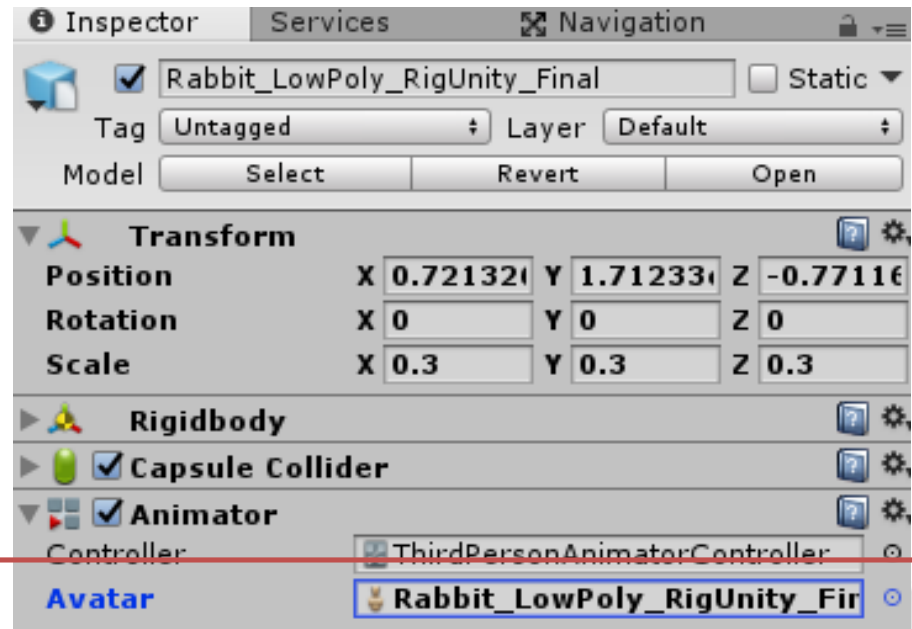 Inspector Services Navigation
Rabbit_LowPoly_RigUnity_Final Static
Tag Untagged Layer Default
Model Select Revert Open
Transform
Position X 0.72132 Y 1.71233 Z -0.77116
Rotation X 0 Y 0 Z 0
Scale X 0.3 Y 0.3 Z 0.3
Rigidbody
Capsule Collider
Animator
Controller ThirdPersonAnimatorController
Avatar Rabbit_LowPoly_RigUnity_Fir